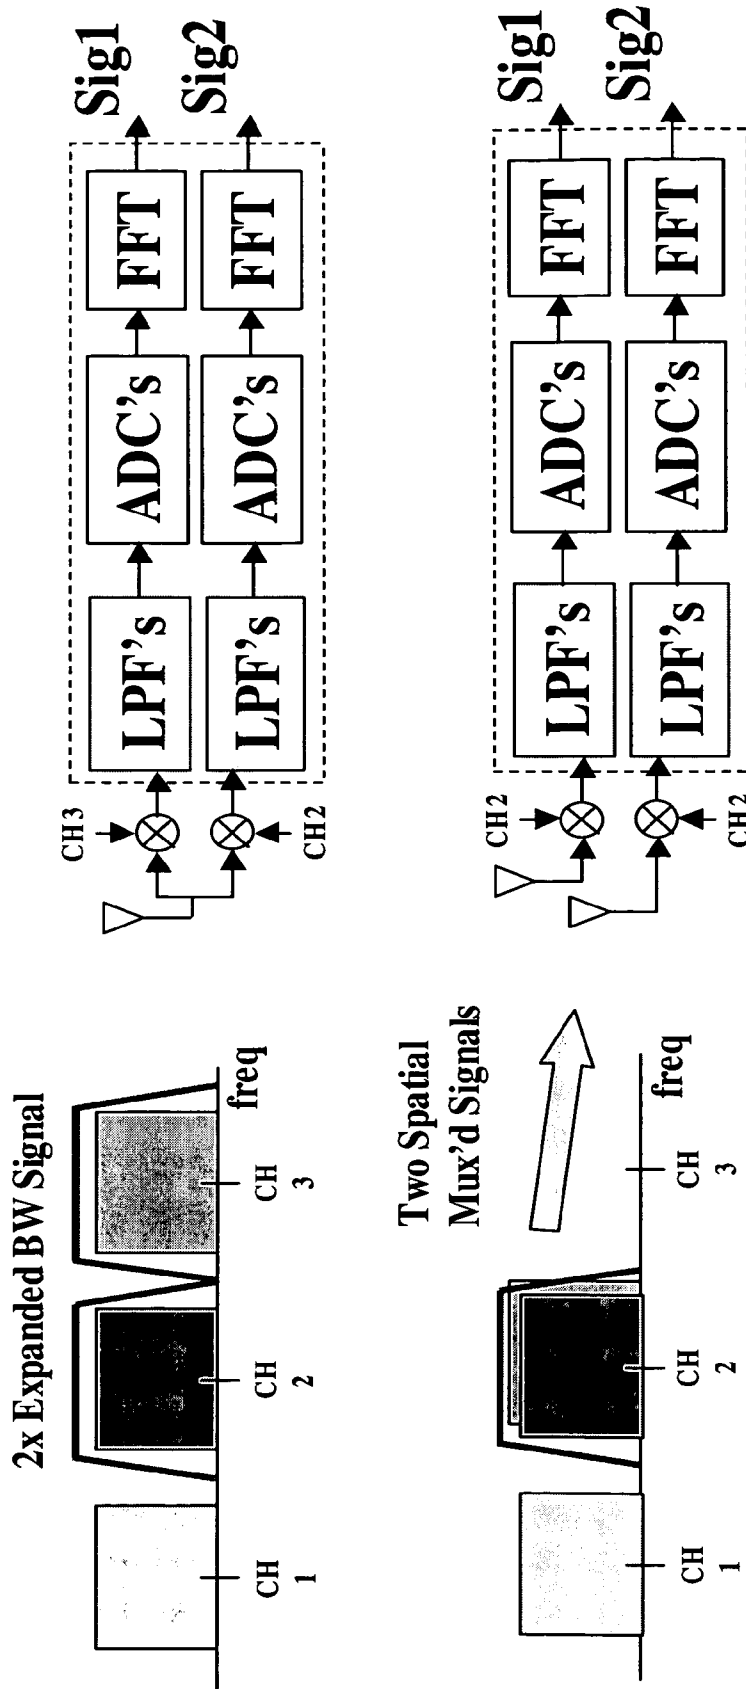 2x Expanded BW Signal
CH
1
CH
2
CH
3
freq
CH3
CH2
LPF's
ADC's
FFT
Sig1
LPF's
ADC's
FFT
Sig2
Two Spatial
Mux'd Signals
CH
1
CH
2
CH
3
freq
CH2
CH2
LPF's
ADC's
FFT
Sig1
LPF's
ADC's
FFT
Sig2